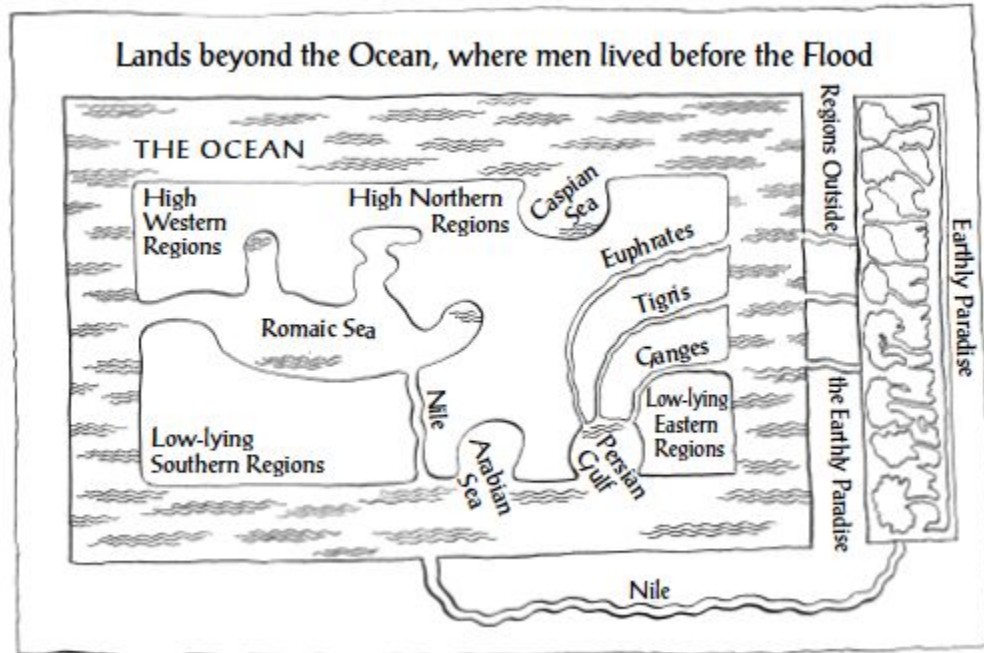 Lands beyond the Ocean, where men lived before the Flood
THE OCEAN
High
Western
Regions
High Northern
Regions
Caspian
Sea
Regions Outside
the Earthly Paradise
Earthly Paradise
Euphrates
Tigris
Ganges
Romaic Sea
Nile
Low-lying
Eastern
Regions
Low-lying
Southern Regions
Arabian
Sea
Persian
Gulf
Nile